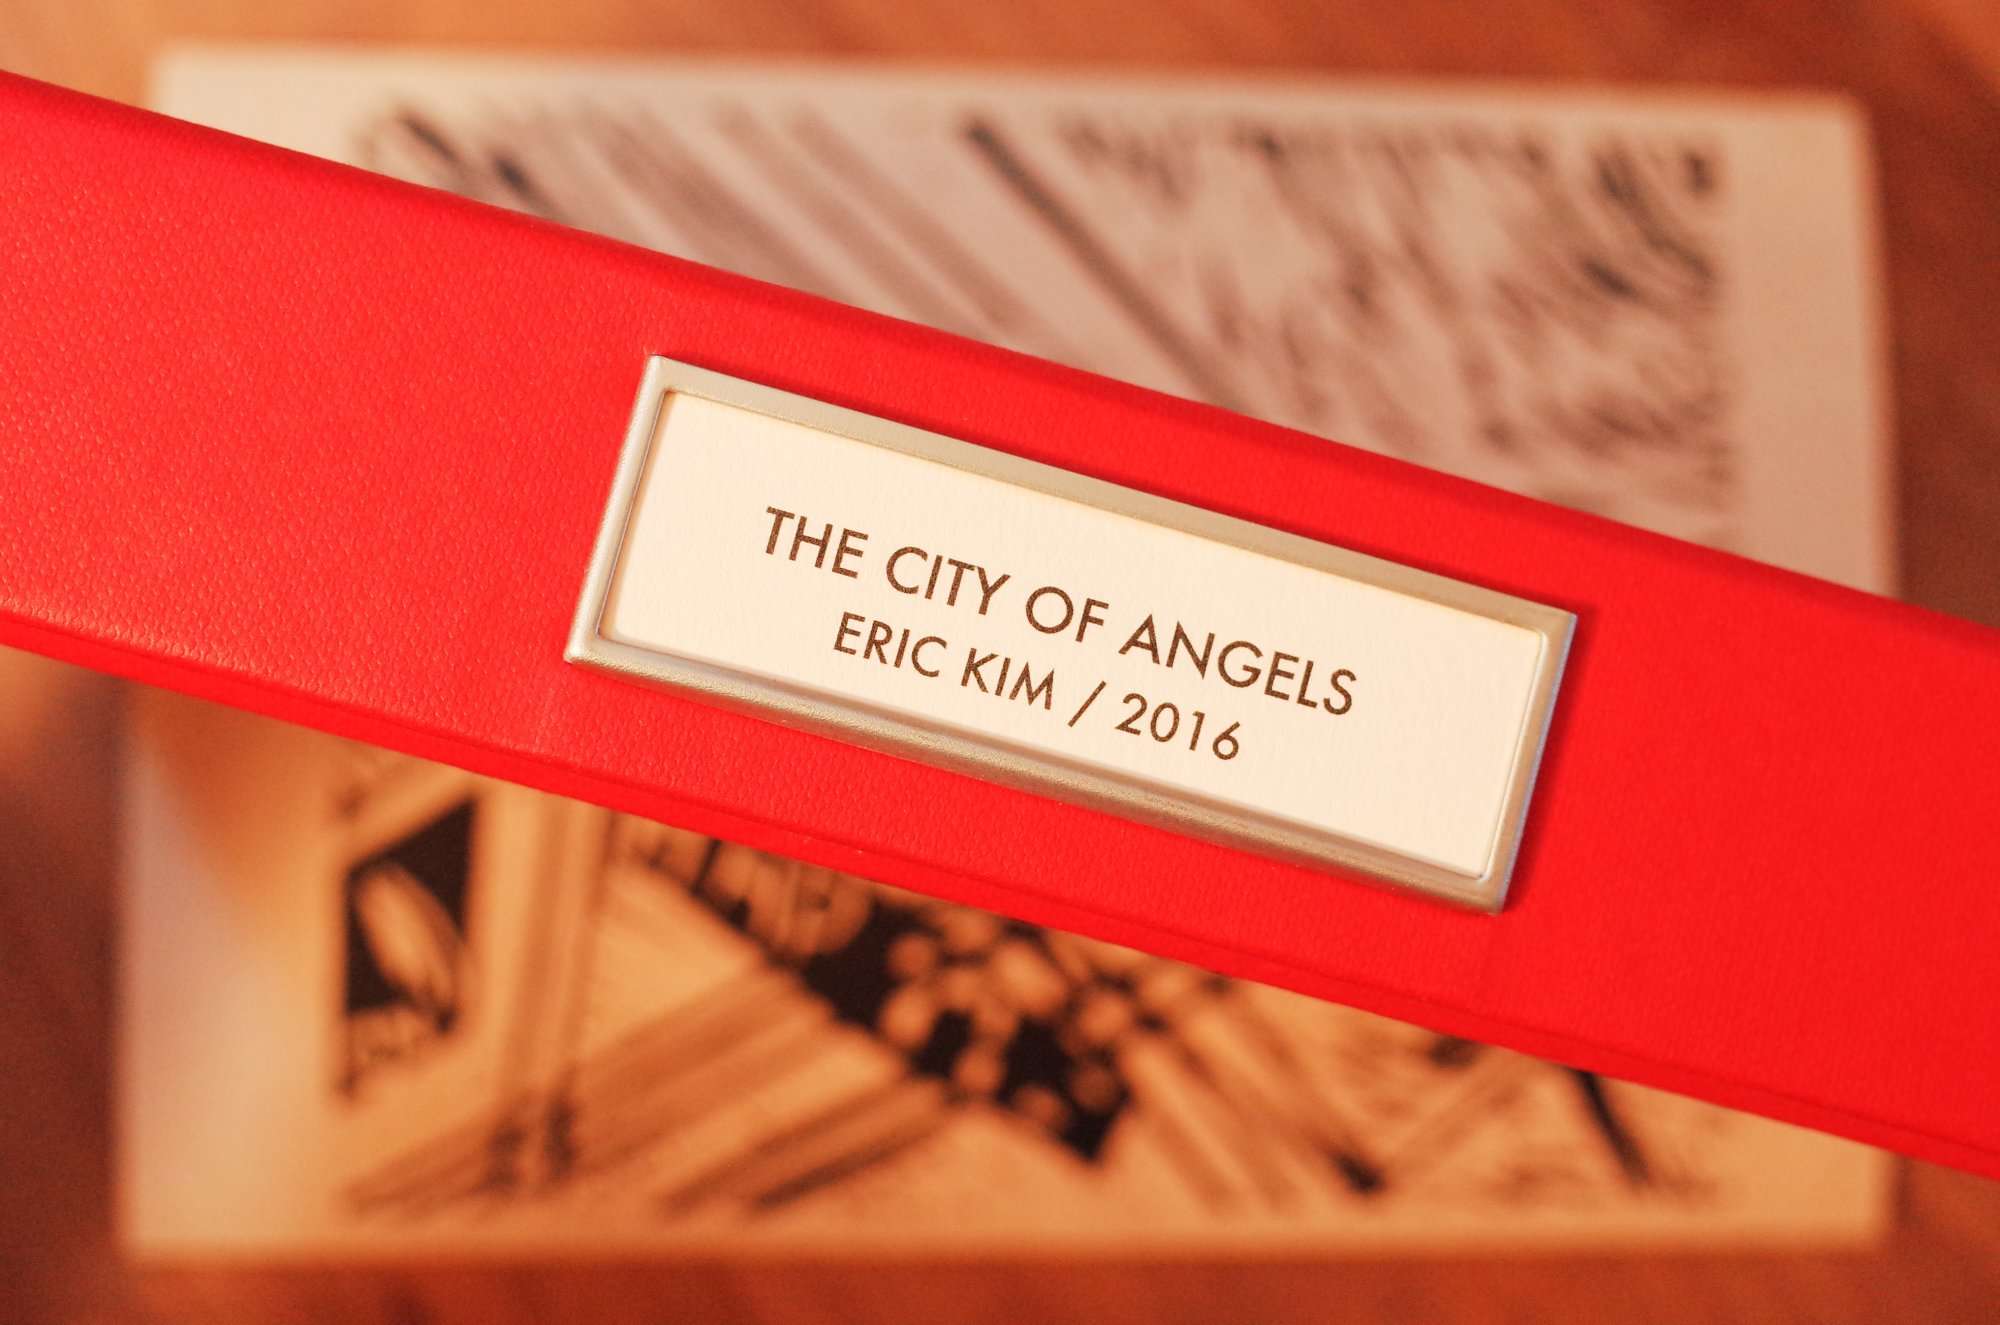 THE CITY OF ANGELS
ERIC KIM / 2016